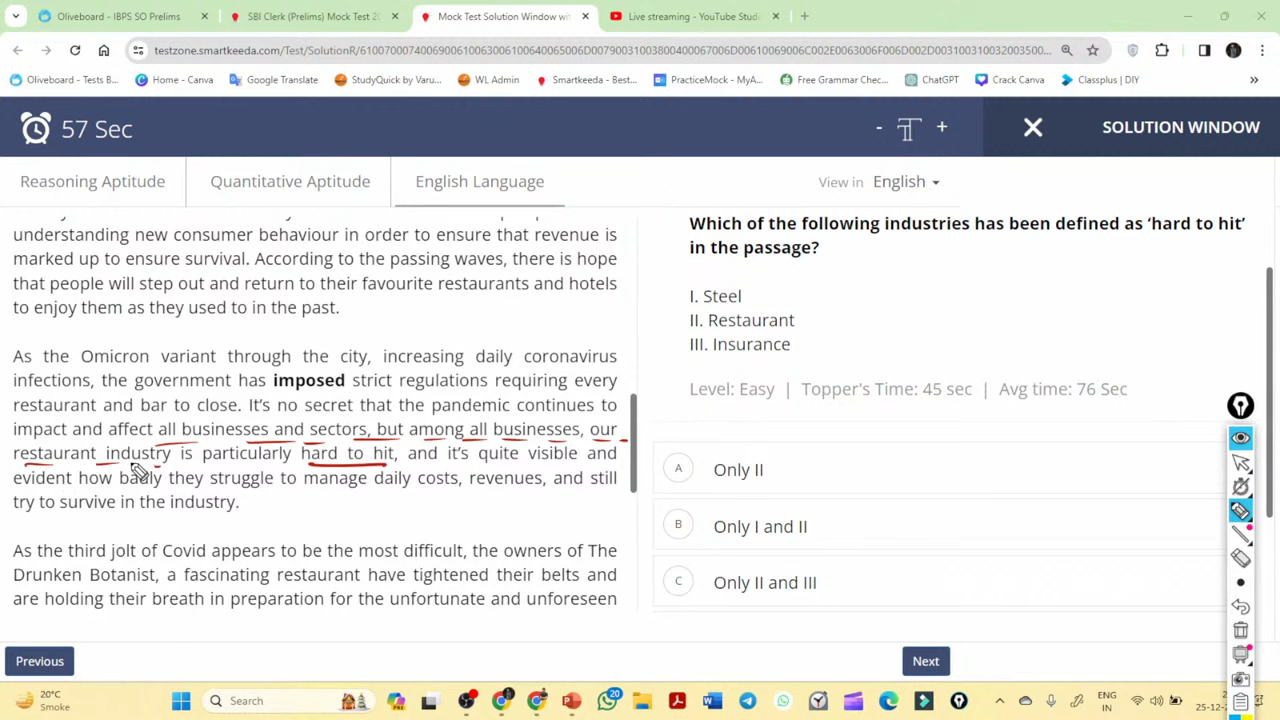 Oliveboard - IBPS SO Prelims
SBI Clerk (Prelims) Mock Test 20
Mock Test Solution Window wit
Live streaming - YouTube Studi
testzone.smartkeeda.com/Test/SolutionR/
Oliveboard - Tests B...
Home - Canva
Google Translate
StudyQuick by Varu...
WL Admin
Smartkeeda - Best...
PracticeMock - MyA...
Free Grammar Chec...
ChatGPT
Crack Canva
Classplus | DIY
57 Sec
- T +
SOLUTION WINDOW
Reasoning Aptitude
Quantitative Aptitude
English Language
View in English
understanding new consumer behaviour in order to ensure that revenue is
marked up to ensure survival. According to the passing waves, there is hope
that people will step out and return to their favourite restaurants and hotels
to enjoy them as they used to in the past.
As the Omicron variant through the city, increasing daily coronavirus
infections, the government has imposed strict regulations requiring every
restaurant and bar to close. It's no secret that the pandemic continues to
impact and affect all businesses and sectors, but among all businesses, our
restaurant industry is particularly hard to hit, and it's quite visible and
evident how badly they struggle to manage daily costs, revenues, and still
try to survive in the industry.
As the third jolt of Covid appears to be the most difficult, the owners of The
Drunken Botanist, a fascinating restaurant have tightened their belts and
are holding their breath in preparation for the unfortunate and unforeseen
Which of the following industries has been defined as 'hard to hit'
in the passage?
I. Steel
II. Restaurant
III. Insurance
Level: Easy | Topper's Time: 45 sec | Avg time: 76 Sec
A Only II
B Only I and II
C Only II and III
Previous
Next
20°C
Smoke
Search
20
ENG
IN
25-12-2